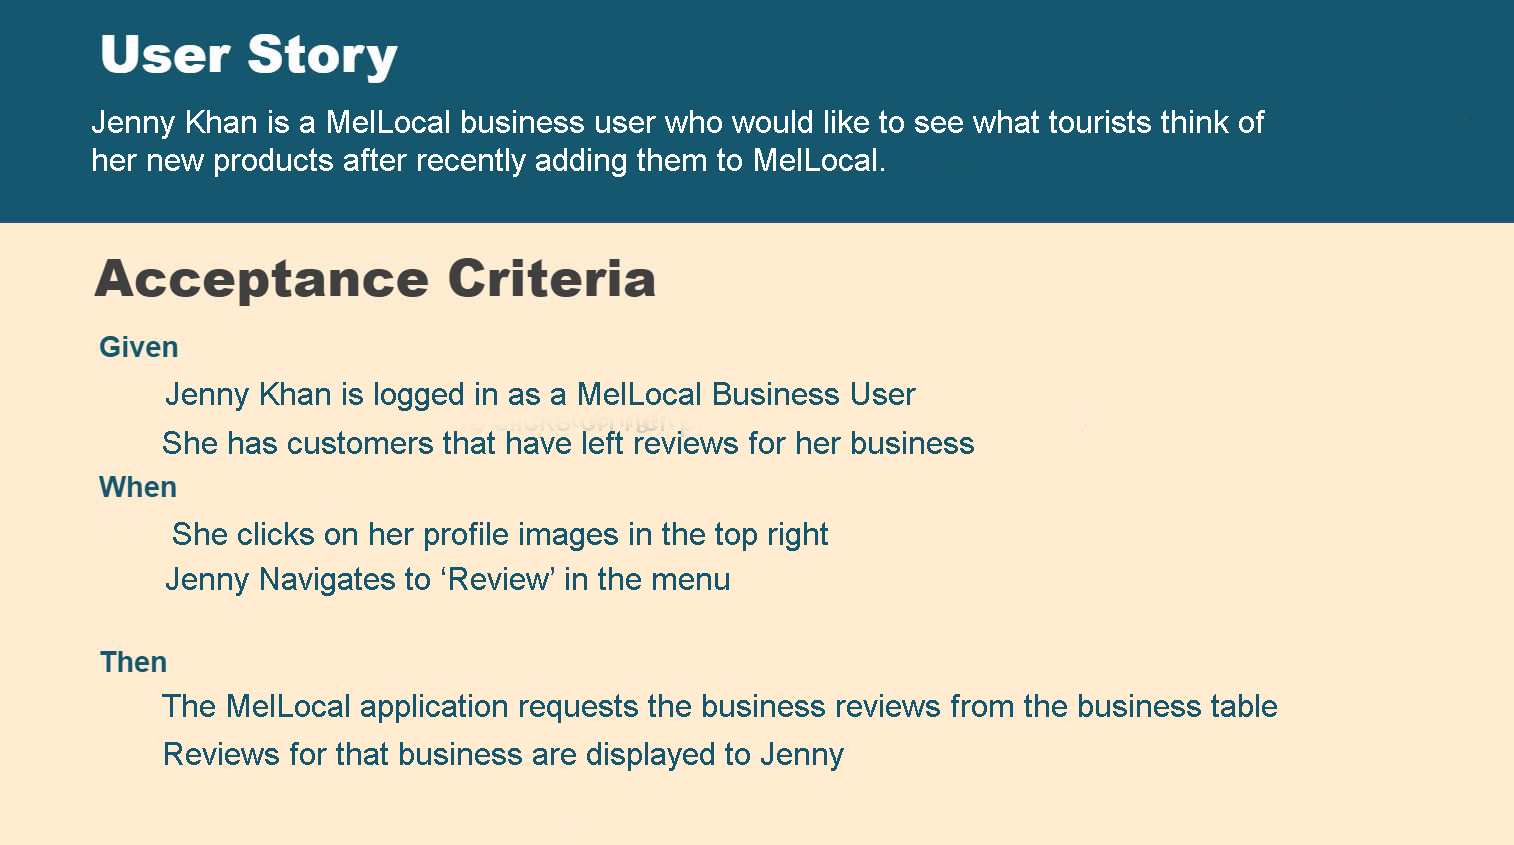 User Story
Jenny Khan is a MelLocal business user who would like to see what tourists think of
her new products after recently adding them to MelLocal.
Acceptance Criteria
Given
Jenny Khan is logged in as a MelLocal Business User
She has customers that have left reviews for her business
When
She clicks on her profile images in the top right
Jenny Navigates to ‘Review’ in the menu
Then
The MelLocal application requests the business reviews from the business table
Reviews for that business are displayed to Jenny